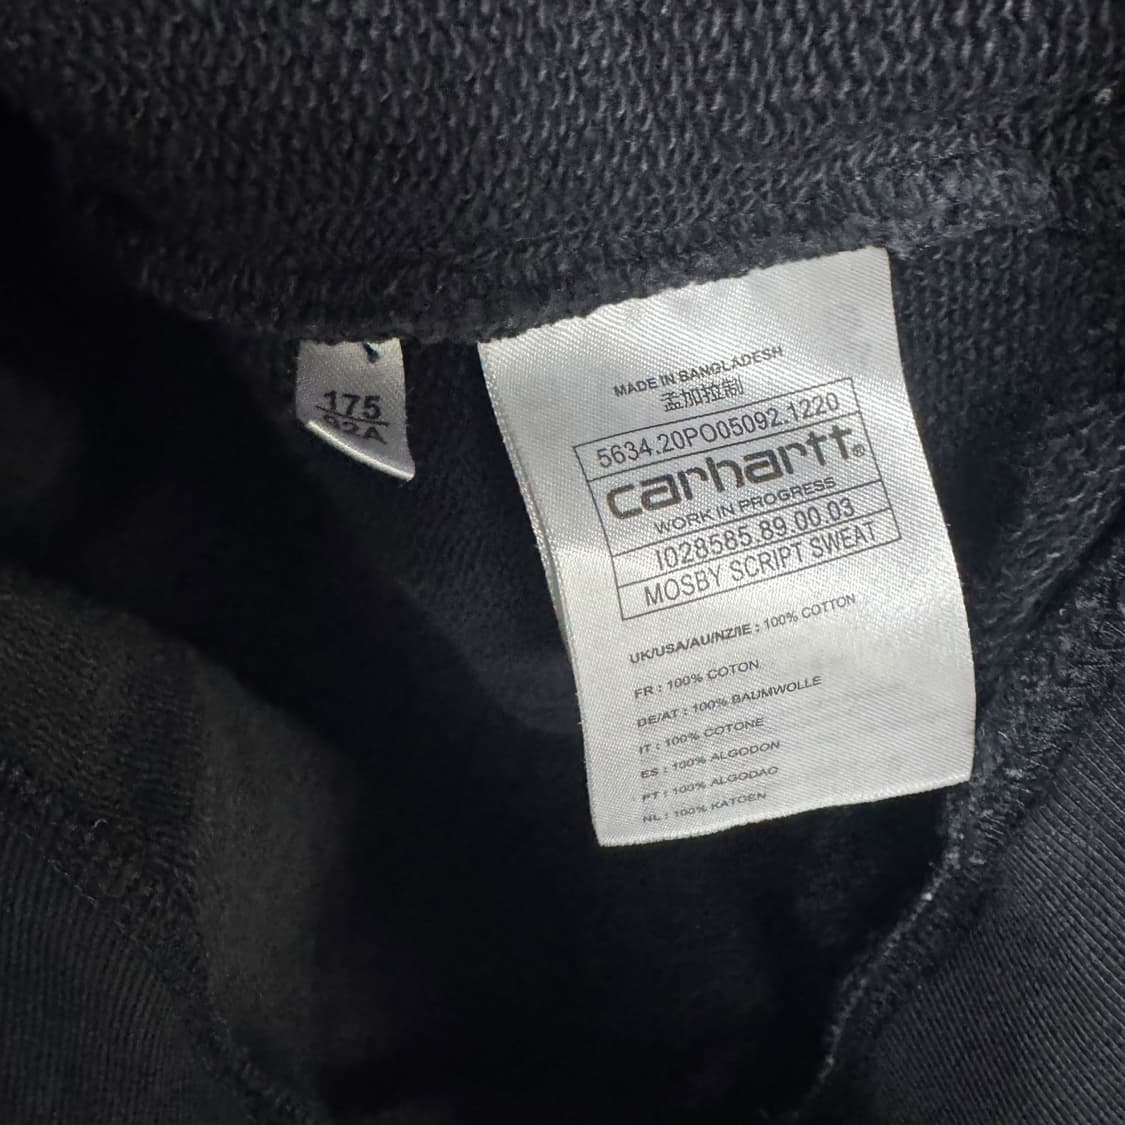 175
92A
MADE IN BANGLADESH
孟加拉制
5634.20PO05092.1220
carhartt®
WORK IN PROGRESS
I028585.89.00.03
MOSBY SCRIPT SWEAT
UK/USA/AU/NZ/IE : 100% COTTON
FR : 100% COTON
DE/AT : 100% BAUMWOLLE
IT : 100% COTONE
ES : 100% ALGODON
PT : 100% ALGODAO
NL : 100% KATOEN